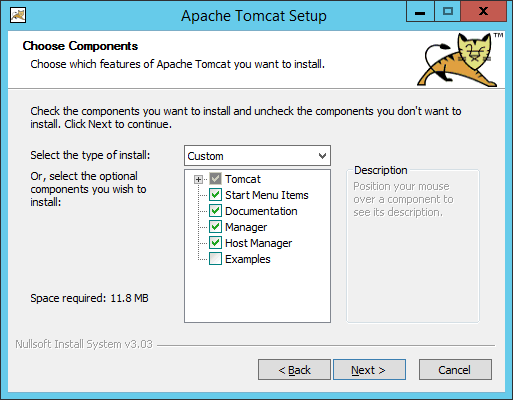 Apache Tomcat Setup
Choose Components
Choose which features of Apache Tomcat you want to install.
TM
Check the components you want to install and uncheck the components you don't want to
install. Click Next to continue.
Select the type of install:
Custom
Or, select the optional
components you wish to
install:
Tomcat
Start Menu Items
Documentation
Manager
Host Manager
Examples
Description
Position your mouse
over a component to
see its description.
Space required: 11.8 MB
Nullsoft Install System v3.03
< Back
Next >
Cancel